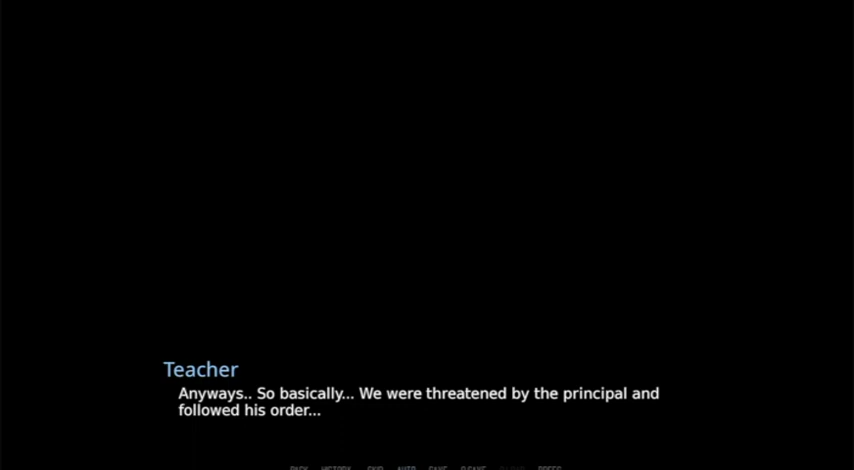 Teacher
Anyways.. So basically... We were threatened by the principal and
followed his order...